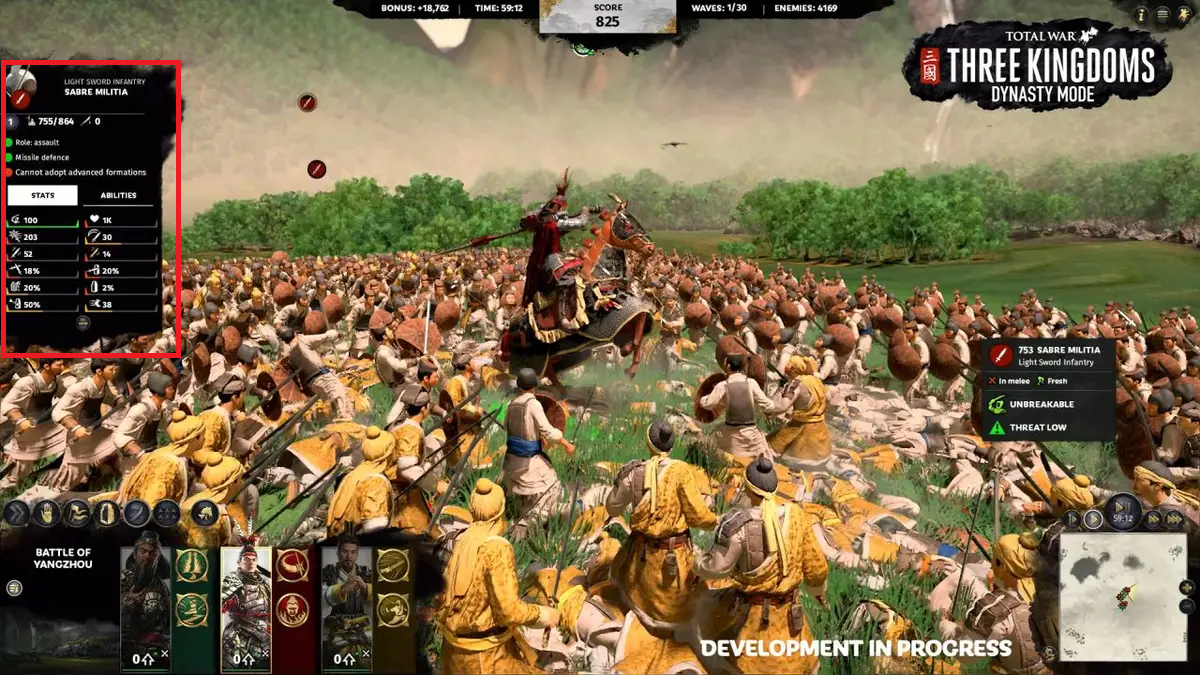 BONUS: +18,762 | TIME: 59:12
SCORE
825
WAVES: 1/30 | ENEMIES: 4169
TOTAL WAR
三國 THREE KINGDOMS
DYNASTY MODE
LIGHT SWORD INFANTRY
SABRE MILITIA
1 755/864 0
Role: assault
Missile defence
Cannot adopt advanced formations
STATS ABILITIES
100 1K
203 30
52 14
18% 20%
20% 2%
50% 38
753 SABRE MILITIA
Light Sword Infantry
In melee Fresh
UNBREAKABLE
THREAT LOW
59:12
BATTLE OF
YANGZHOU
0 0 0
DEVELOPMENT IN PROGRESS